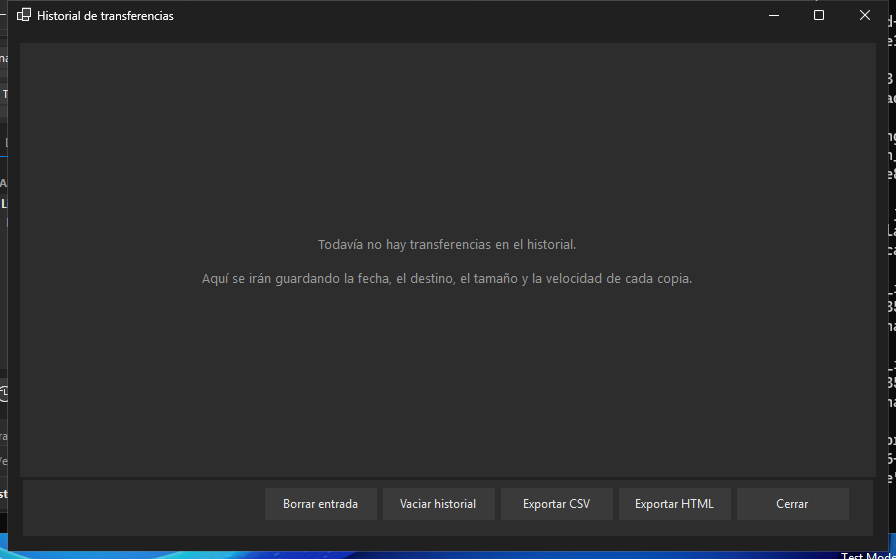 Historial de transferencias
Todavía no hay transferencias en el historial.
Aquí se irán guardando la fecha, el destino, el tamaño y la velocidad de cada copia.
Borrar entrada
Vaciar historial
Exportar CSV
Exportar HTML
Cerrar
Test Mode